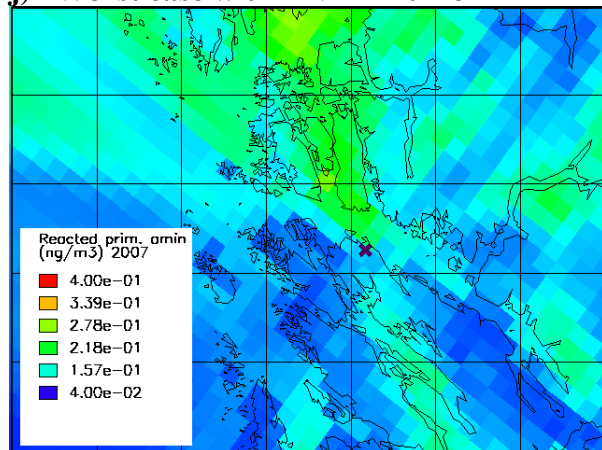 j)
Reacted prim. amin
(ng/m3) 2007
4.00e-01
3.39e-01
2.78e-01
2.18e-01
1.57e-01
4.00e-02